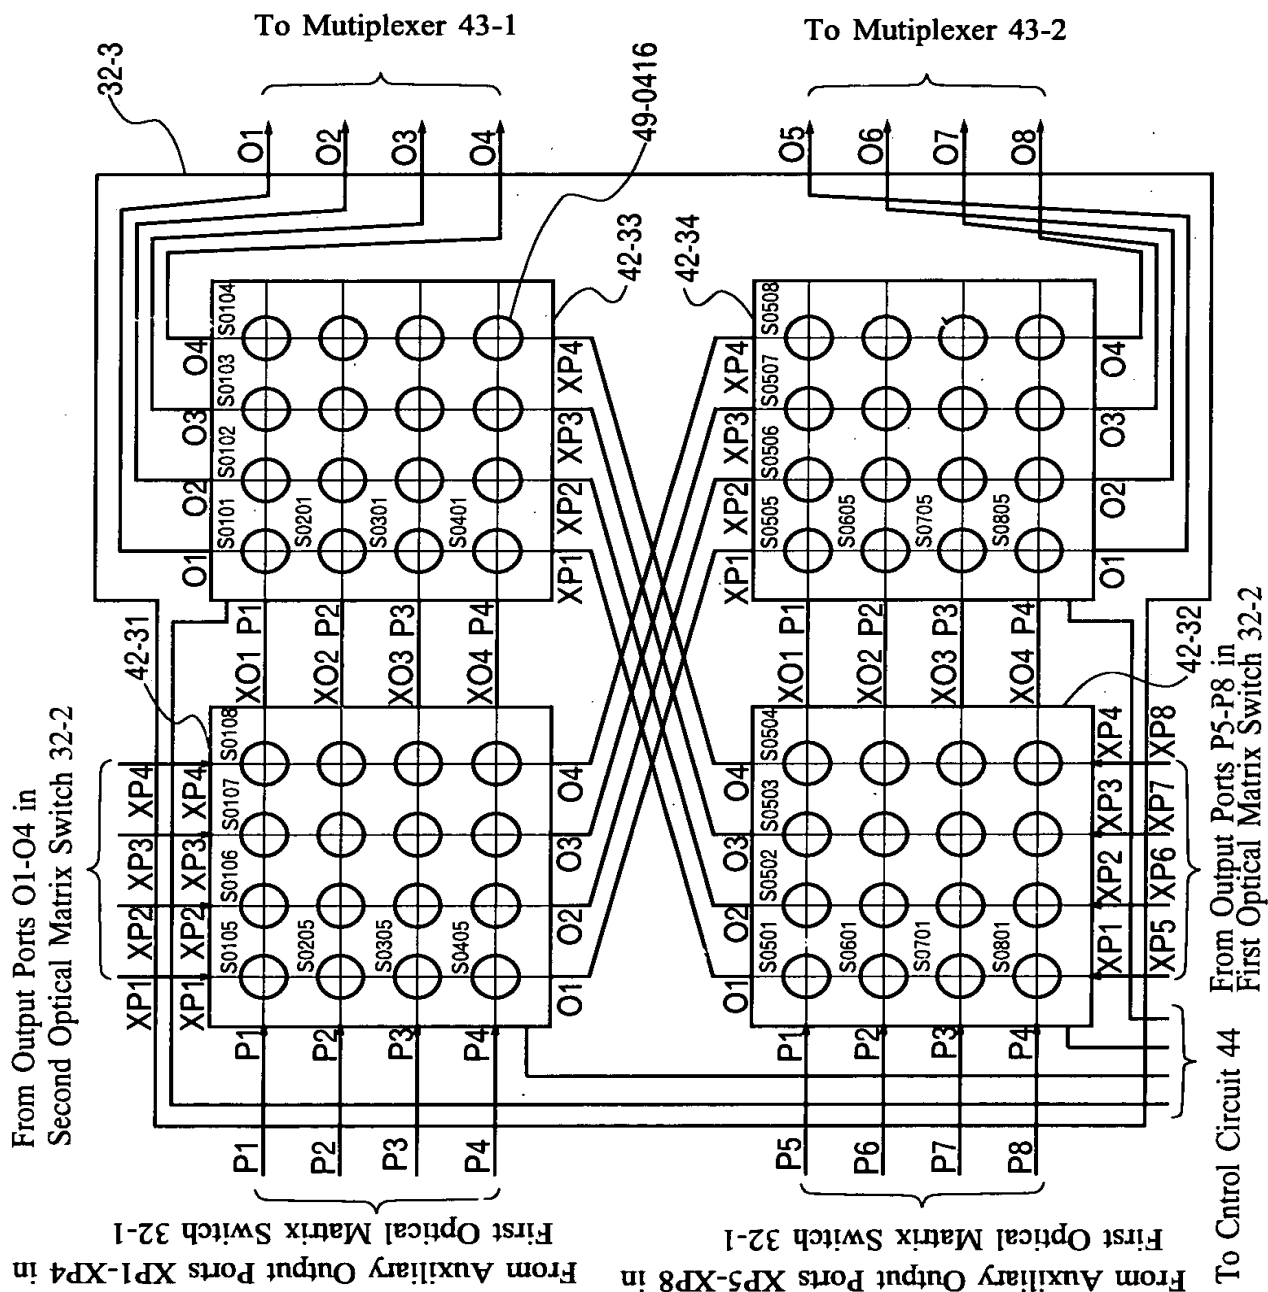 To Mutiplexer 43-1
To Mutiplexer 43-2
32-3
49-0416
O1
O2
O3
O4
O5
O6
O7
O8
42-33
42-34
O1
O2
O3
O4
S0101
S0102
S0103
S0104
S0201
S0301
S0401
XP1
XP2
XP3
XP4
XP1
XP2
XP3
XP4
S0505
S0506
S0507
S0508
S0605
S0705
S0805
O1
O2
O3
O4
XO1 P1
XO2 P2
XO3 P3
XO4 P4
XO1 P1
XO2 P2
XO3 P3
XO4 P4
42-31
42-32
From Output Ports O1-O4 in
Second Optical Matrix Switch 32-2
XP1
XP2
XP3
XP4
XP1
XP2
XP3
XP4
S0105
S0106
S0107
S0108
S0205
S0305
S0405
O1
O2
O3
O4
O1
O2
O3
O4
S0501
S0502
S0503
S0504
S0601
S0701
S0801
XP1
XP2
XP3
XP4
XP5
XP6
XP7
XP8
From Output Ports P5-P8 in
First Optical Matrix Switch 32-2
P1
P2
P3
P4
P1
P2
P3
P4
P1
P2
P3
P4
P5
P6
P7
P8
From Auxiliary Output Ports XP1-XP4 in
First Optical Matrix Switch 32-1
From Auxiliary Output Ports XP5-XP8 in
First Optical Matrix Switch 32-1
To Cntrol Circuit 44